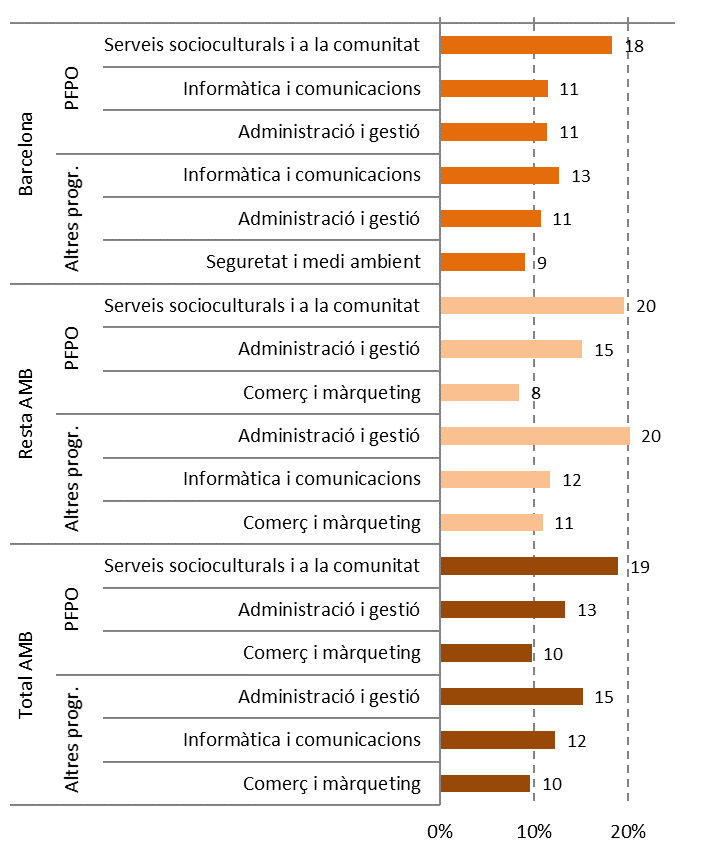 Barcelona
PFPO
Serveis socioculturals i a la comunitat 18
Informàtica i comunicacions 11
Administració i gestió 11
Altres progr.
Informàtica i comunicacions 13
Administració i gestió 11
Seguretat i medi ambient 9
Resta AMB
PFPO
Serveis socioculturals i a la comunitat 20
Administració i gestió 15
Comerç i màrqueting 8
Altres progr.
Administració i gestió 20
Informàtica i comunicacions 12
Comerç i màrqueting 11
Total AMB
PFPO
Serveis socioculturals i a la comunitat 19
Administració i gestió 13
Comerç i màrqueting 10
Altres progr.
Administració i gestió 15
Informàtica i comunicacions 12
Comerç i màrqueting 10
0% 10% 20%